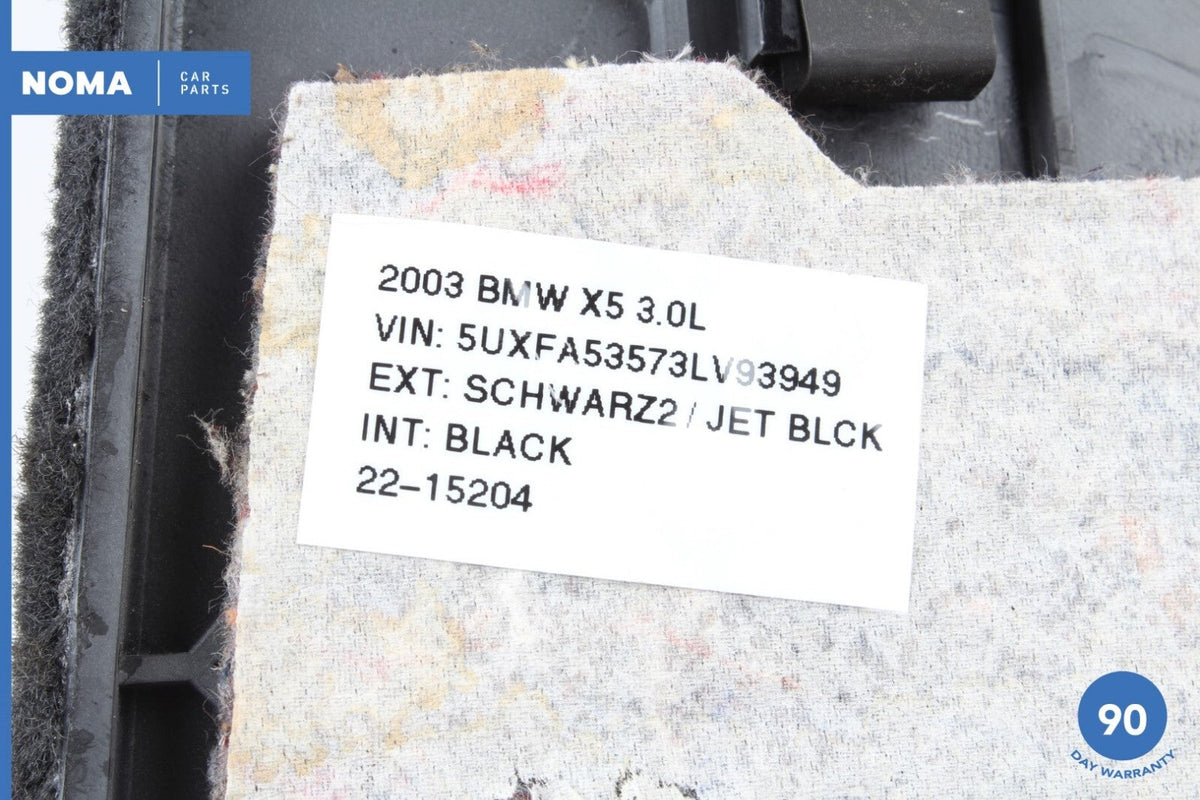 NOMA
CAR
PARTS
2003 BMW X5 3.0L
VIN: 5UXFA53573LV93949
EXT: SCHWARZ2 / JET BLCK
INT: BLACK
22-15204
90
DAY WARRANTY